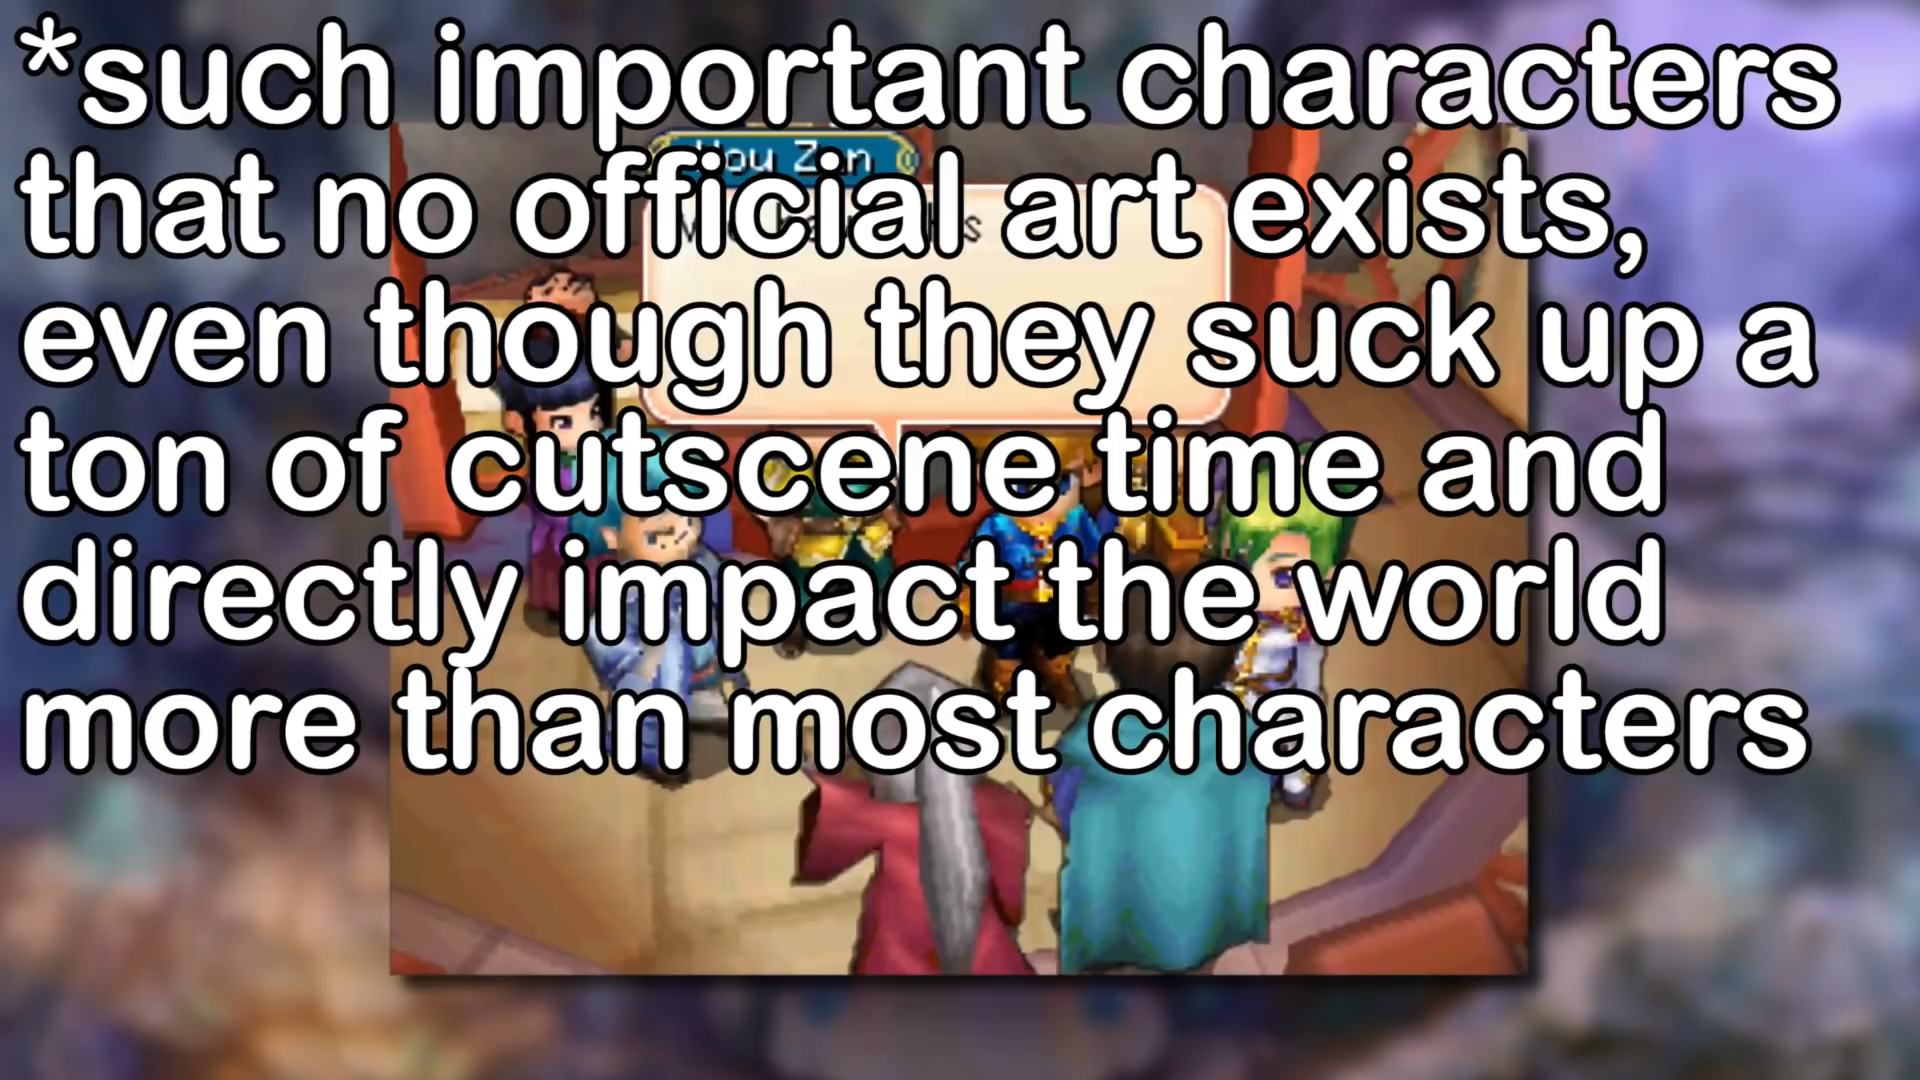 *such important characters
that no official art exists,
even though they suck up a
ton of cutscene time and
directly impact the world
more than most characters